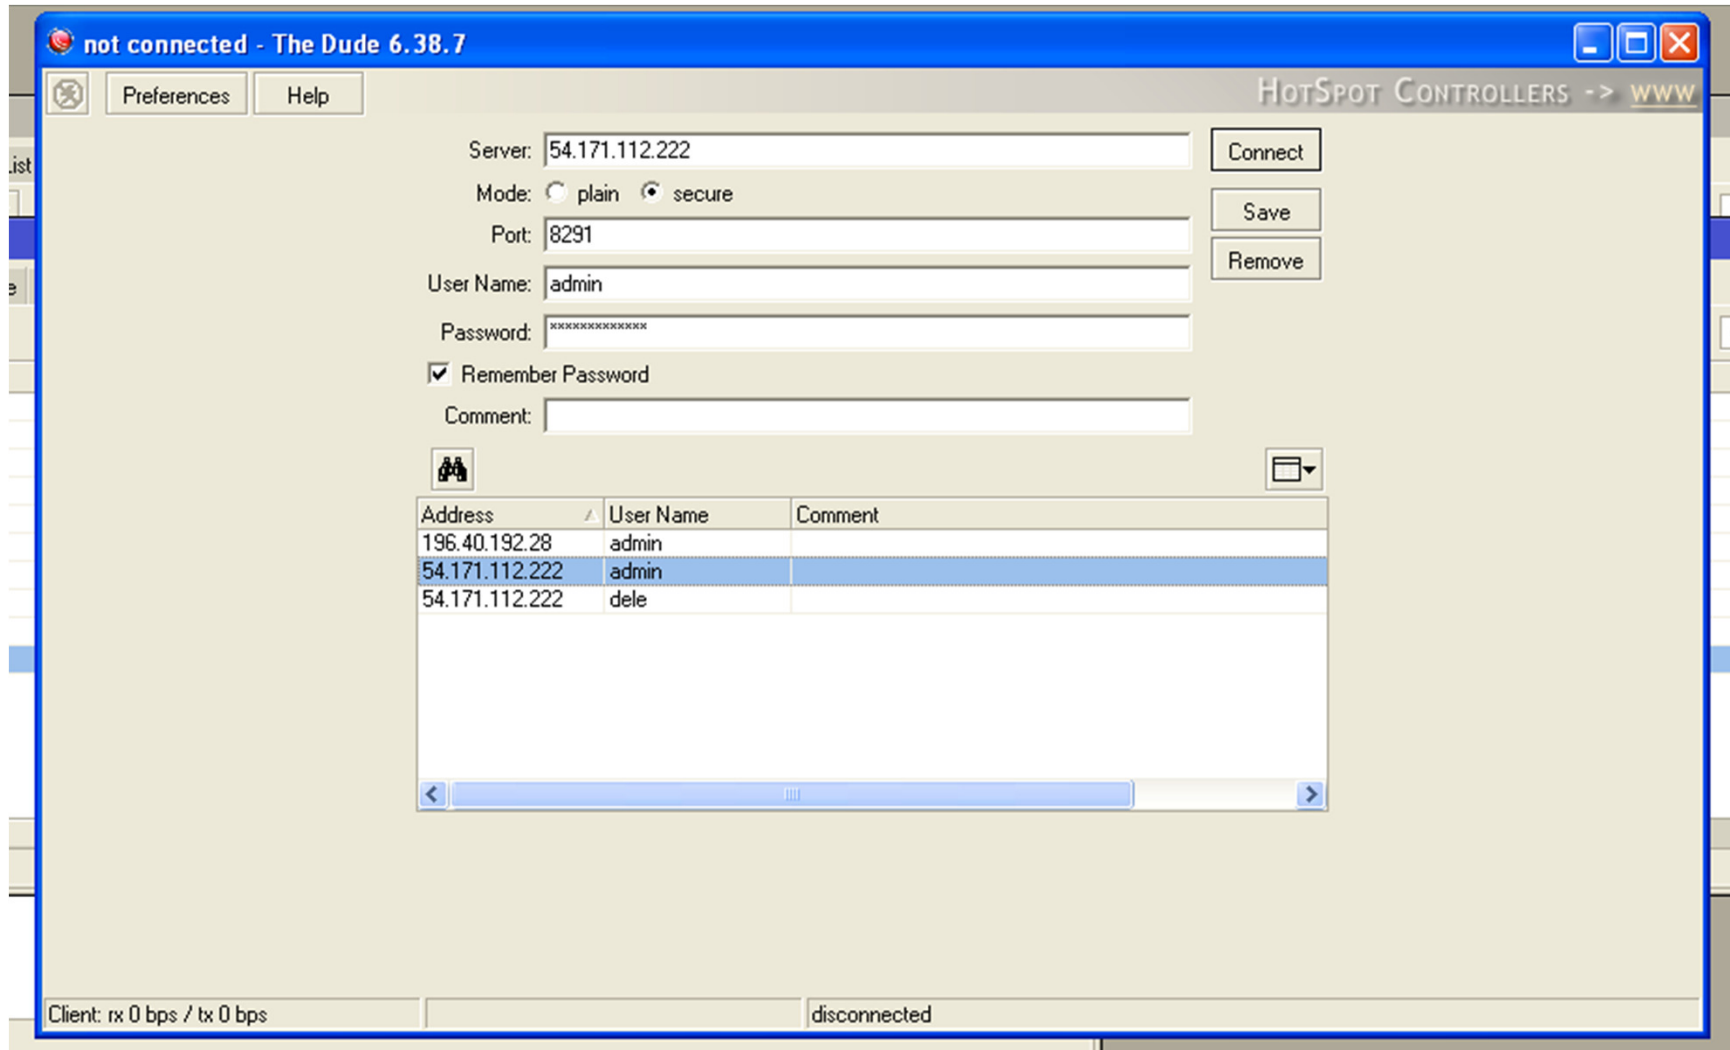 not connected - The Dude 6.38.7
Preferences Help HotSpot Controllers -> www
Server: 54.171.112.222 Connect
Mode: plain secure
Save
Port: 8291
Remove
User Name: admin
Password: *************
Remember Password
Comment:
Address User Name Comment
196.40.192.28 admin
54.171.112.222 admin
54.171.112.222 dele
Client: rx 0 bps / tx 0 bps disconnected